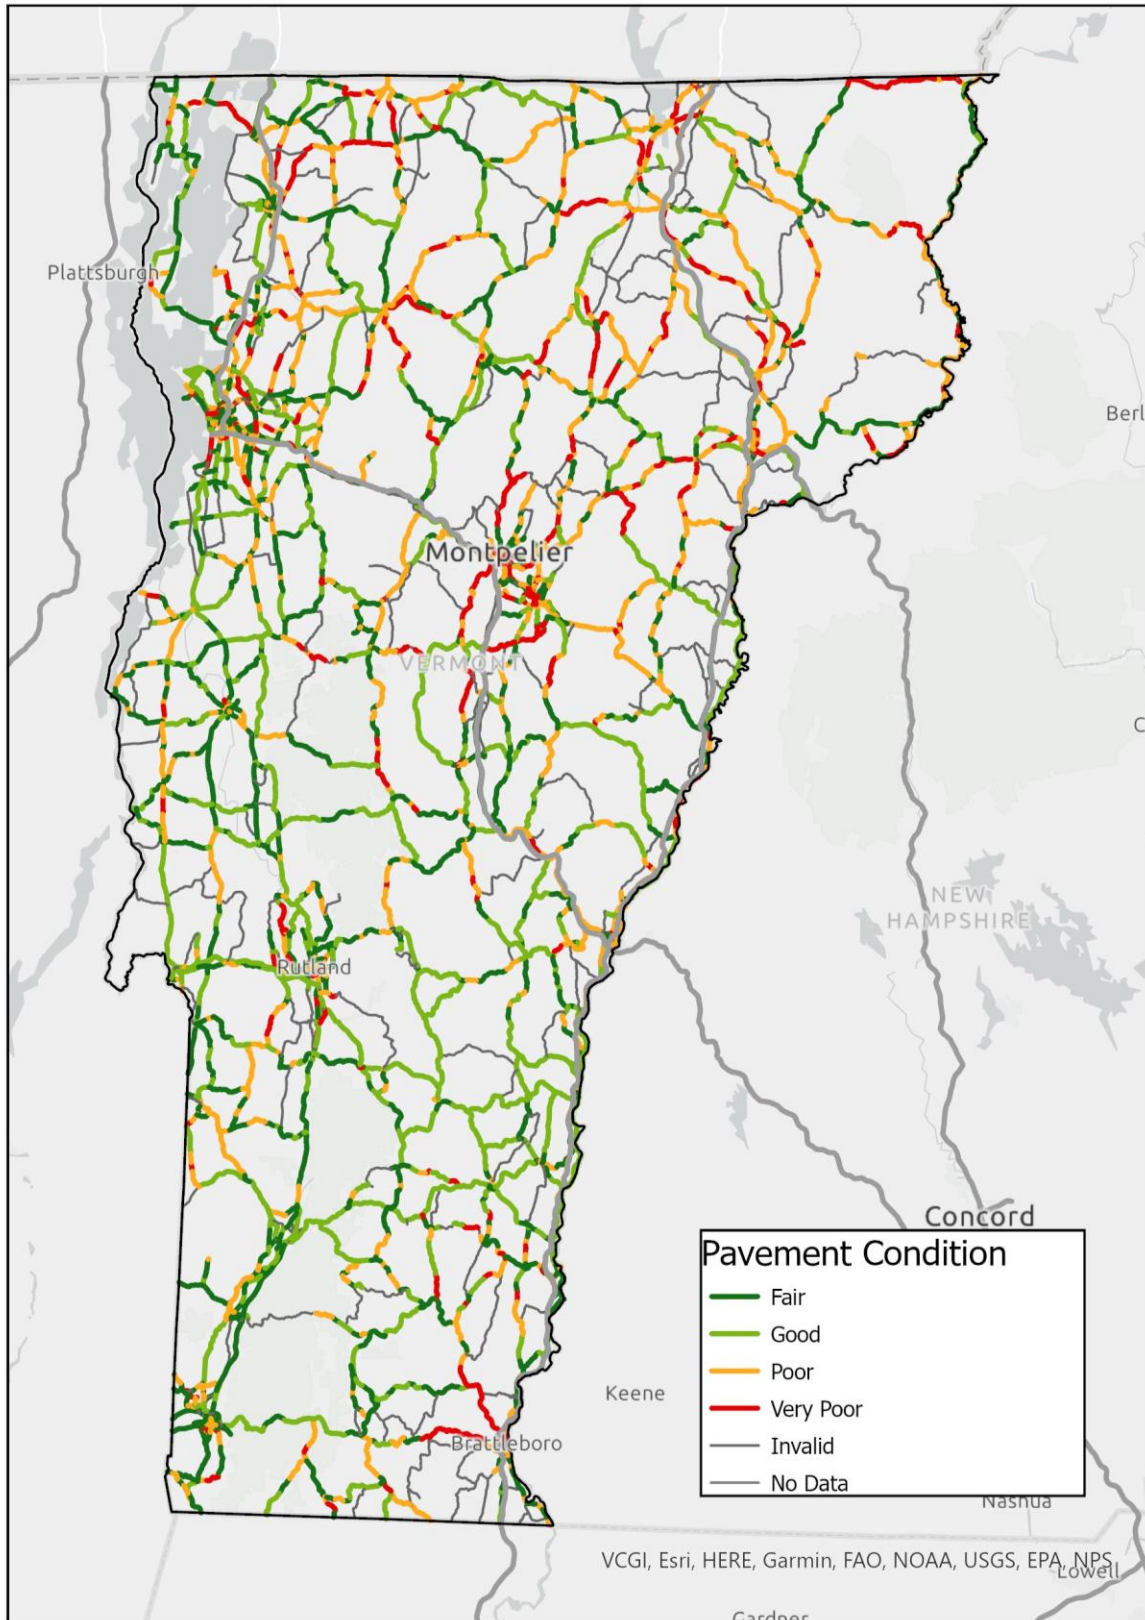 Plattsburgh
Berl
Montpelier
VERMONT
C
NEW
HAMPSHIRE
Rutland
Concord
Pavement Condition
Fair
Good
Poor
Very Poor
Invalid
No Data
Keene
Brattleboro
Nashua
VCGI, Esri, HERE, Garmin, FAO, NOAA, USGS, EPA, NPS
Lowell
Gardner